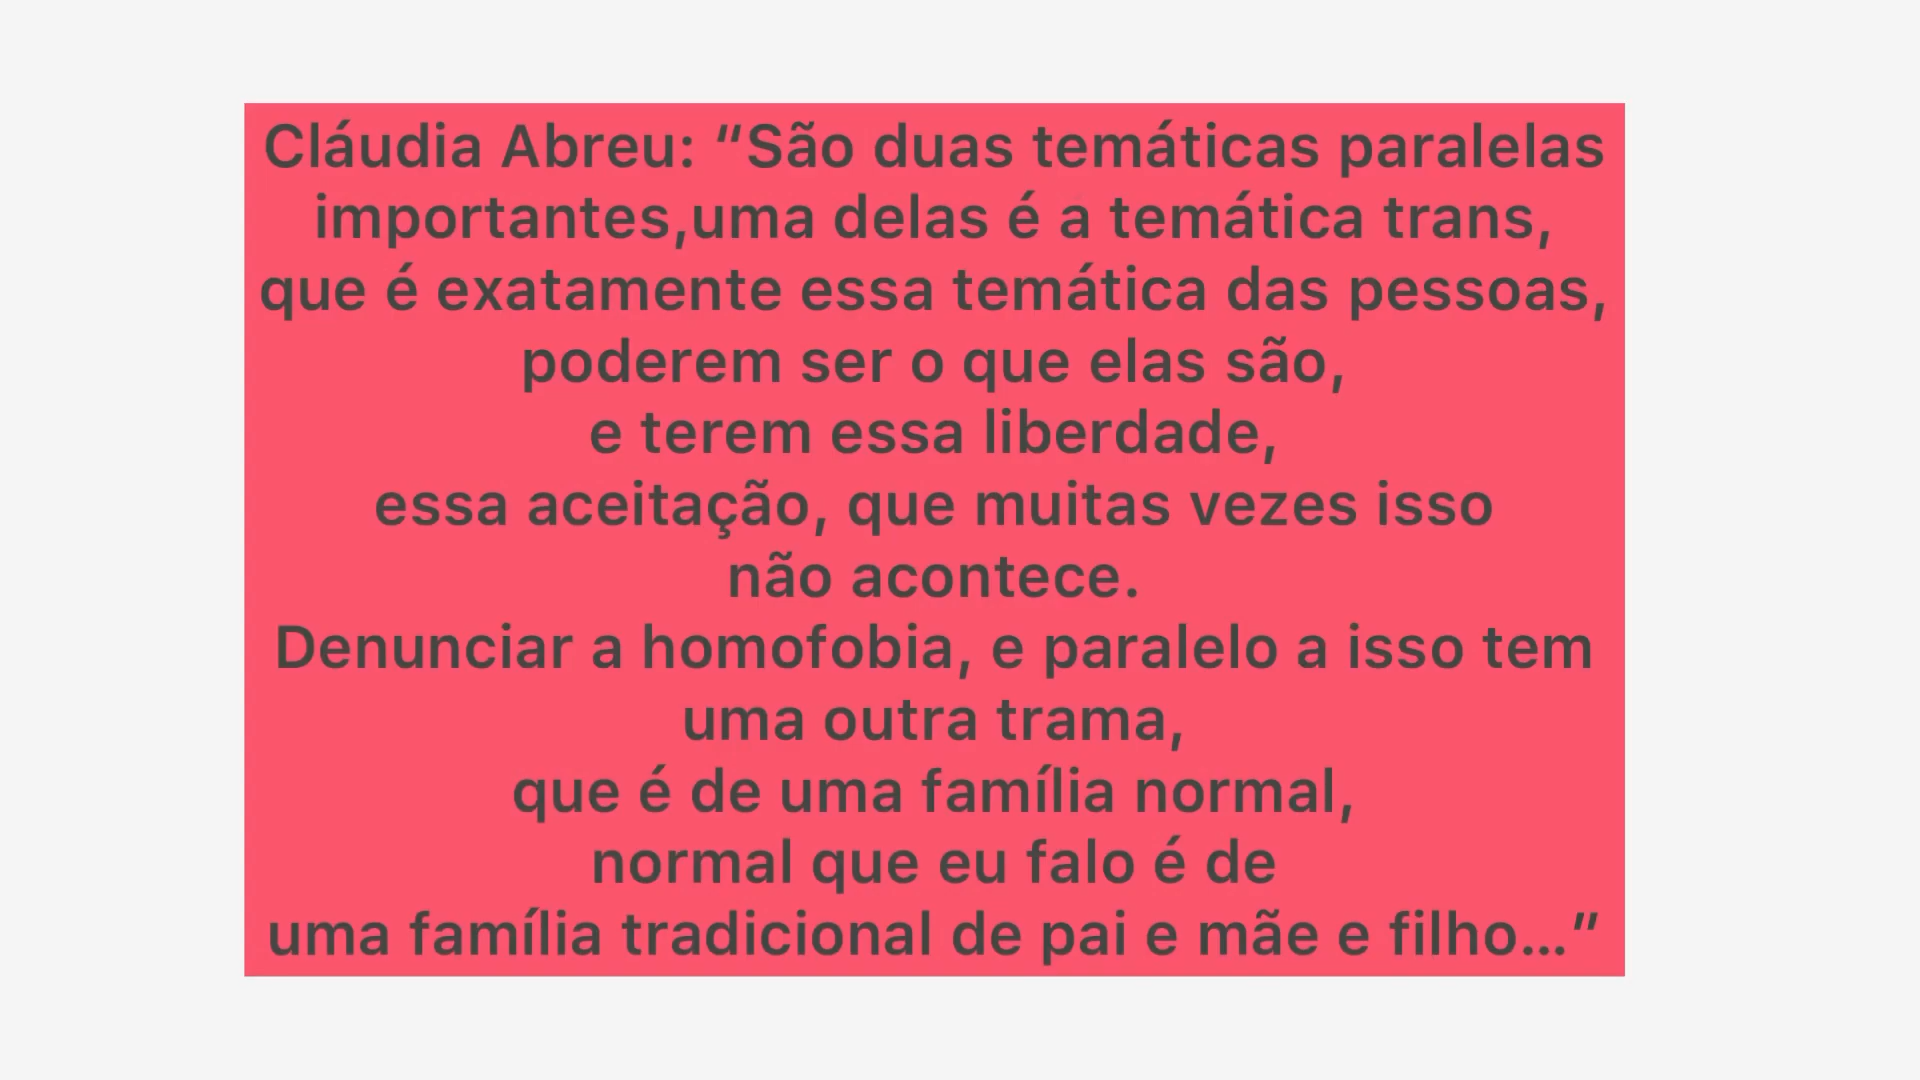 Cláudia Abreu: “São duas temáticas paralelas
importantes,uma delas é a temática trans,
que é exatamente essa temática das pessoas,
poderem ser o que elas são,
e terem essa liberdade,
essa aceitação, que muitas vezes isso
não acontece.
Denunciar a homofobia, e paralelo a isso tem
uma outra trama,
que é de uma família normal,
normal que eu falo é de
uma família tradicional de pai e mãe e filho...”